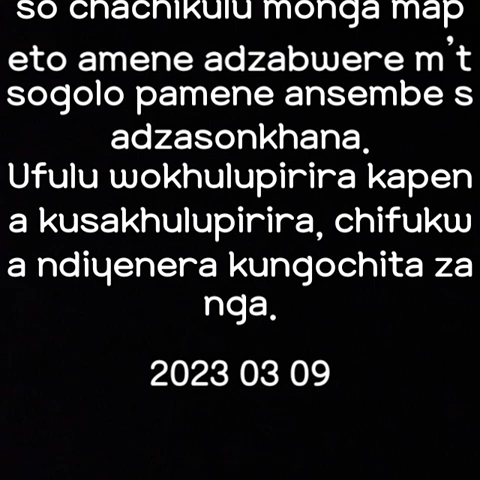 so chachikulu monga map
eto amene adzabwere m't
sogolo pamene ansembe s
adzasonkhana.
Ufulu wokhulupirira kapen
a kusakhulupirira, chifukw
a ndiyenera kungochita za
nga.
2023 03 09